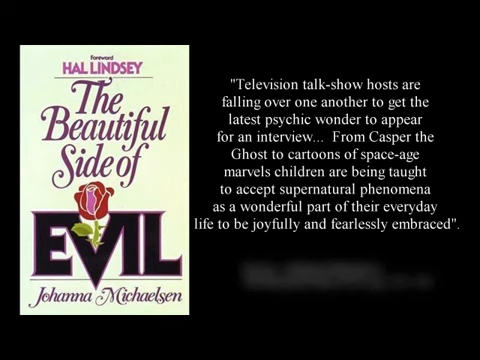 Foreword
HAL LINDSEY
The
Beautiful
Side of
EVIL
Johanna Michaelsen
"Television talk-show hosts are
falling over one another to get the
latest psychic wonder to appear
for an interview...  From Casper the
Ghost to cartoons of space-age
marvels children are being taught
to accept supernatural phenomena
as a wonderful part of their everyday
life to be joyfully and fearlessly embraced".